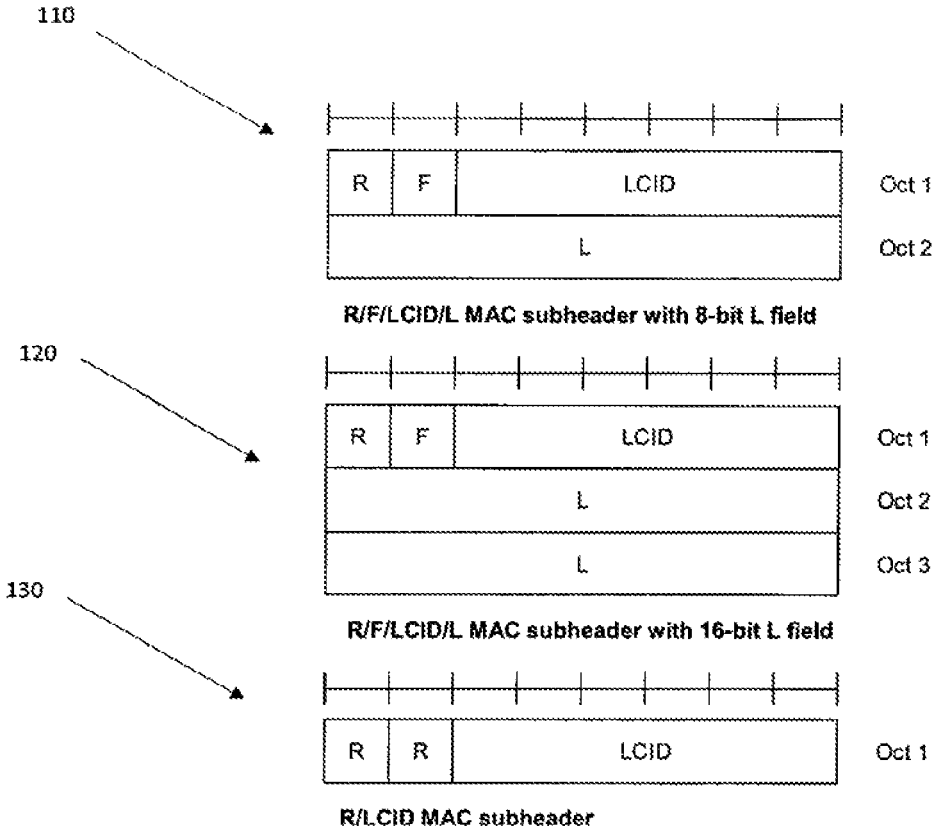 110
R F LCID Oct 1
L Oct 2
R/F/LCID/L MAC subheader with 8-bit L field
120
R F LCID Oct 1
L Oct 2
L Oct 3
130
R/F/LCID/L MAC subheader with 16-bit L field
R R LCID Oct 1
R/LCID MAC subheader